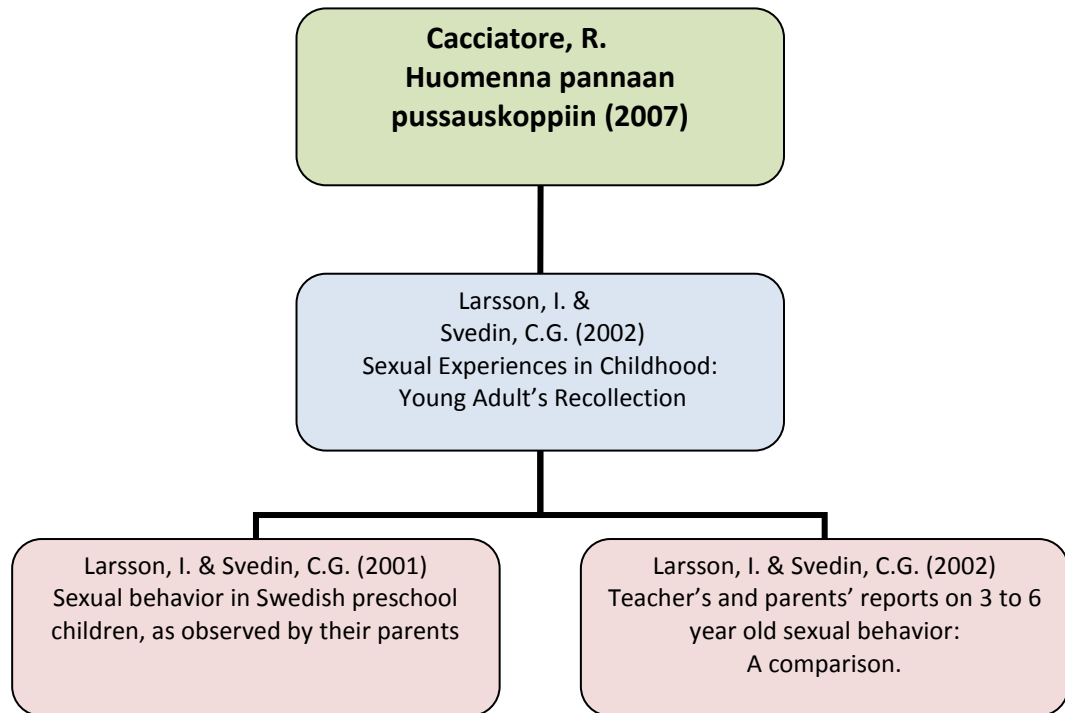 Cacciatore, R.
Huomenna pannaan
pussauskoppiin (2007)
Larsson, I. &
Svedin, C.G. (2002)
Sexual Experiences in Childhood:
Young Adult’s Recollection
Larsson, I. & Svedin, C.G. (2001)
Sexual behavior in Swedish preschool
children, as observed by their parents
Larsson, I. & Svedin, C.G. (2002)
Teacher’s and parents’ reports on 3 to 6
year old sexual behavior:
A comparison.